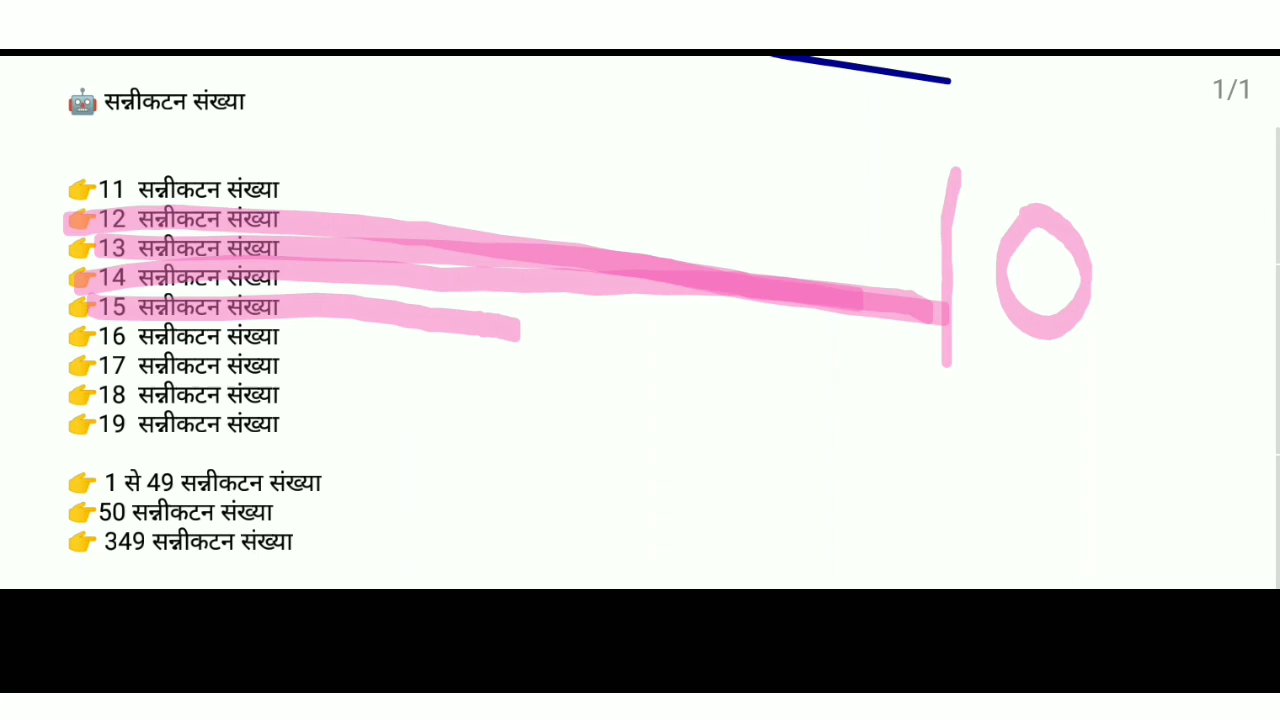 🤖 सन्नीकटन संख्या
1/1
👉11 सन्नीकटन संख्या
👉12 सन्नीकटन संख्या
👉13 सन्नीकटन संख्या
👉14 सन्नीकटन संख्या
👉15 सन्नीकटन संख्या
👉16 सन्नीकटन संख्या
👉17 सन्नीकटन संख्या
👉18 सन्नीकटन संख्या
👉19 सन्नीकटन संख्या
10
👉 1 से 49 सन्नीकटन संख्या
👉50 सन्नीकटन संख्या
👉 349 सन्नीकटन संख्या